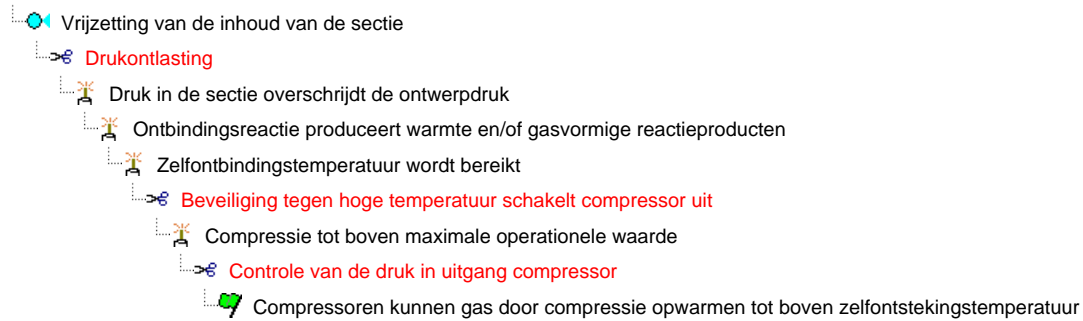 Vrijzetting van de inhoud van de sectie
Drukontlasting
Druk in de sectie overschrijdt de ontwerpdruk
Ontbindingsreactie produceert warmte en/of gasvormige reactieproducten
Zelfontbindingstemperatuur wordt bereikt
Beveiliging tegen hoge temperatuur schakelt compressor uit
Compressie tot boven maximale operationele waarde
Controle van de druk in uitgang compressor
Compressoren kunnen gas door compressie opwarmen tot boven zelfontstekingstemperatuur